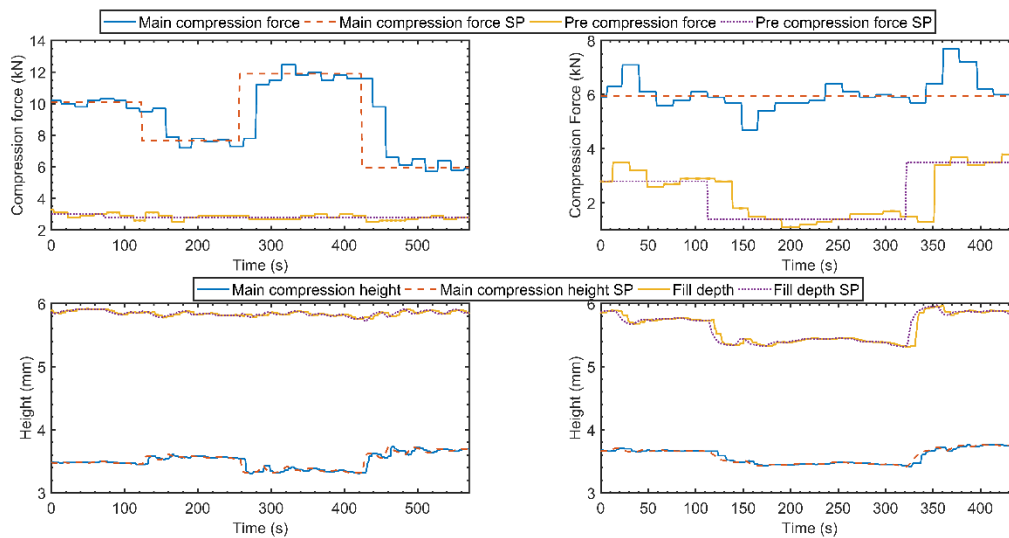 Main compression force Main compression force SP Pre compression force Pre compression force SP
14
12
10
8
6
4
2
Compression force (kN)
0 100 200 300 400 500
Time (s)
8
6
4
2
Compression Force (kN)
0 50 100 150 200 250 300 350 400
Time (s)
Main compression height Main compression height SP Fill depth Fill depth SP
6
5
4
3
Height (mm)
0 100 200 300 400 500
Time (s)
6
5
4
3
Height (mm)
0 50 100 150 200 250 300 350 400
Time (s)